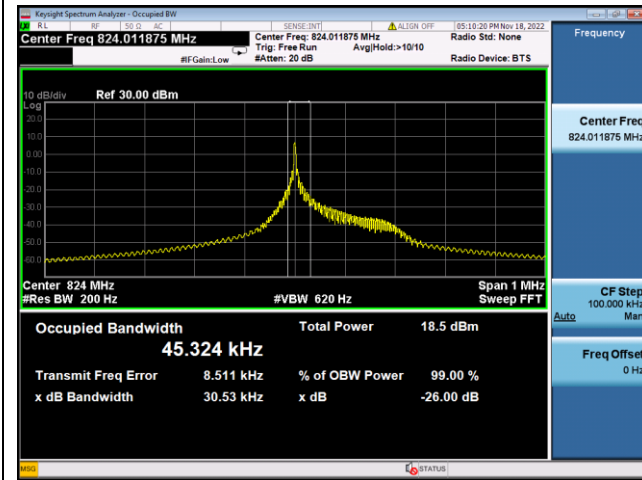 Keysight Spectrum Analyzer - Occupied BW
RL RF 50 Ω AC SENSE:INT ALIGN OFF 05:10:20 PM Nov 18, 2022
Center Freq 824.011875 MHz
Center Freq: 824.011875 MHz Radio Std: None
Trig: Free Run Avg|Hold:>10/10
#IFGain:Low #Atten: 20 dB Radio Device: BTS
10 dB/div Ref 30.00 dBm
Log
20.0
10.0
0.00
-10.0
-20.0
-30.0
-40.0
-50.0
-60.0
Center 824 MHz Span 1 MHz
#Res BW 200 Hz #VBW 620 Hz Sweep FFT
Occupied Bandwidth Total Power 18.5 dBm
45.324 kHz
Transmit Freq Error 8.511 kHz % of OBW Power 99.00 %
x dB Bandwidth 30.53 kHz x dB -26.00 dB
MSG STATUS
Frequency
Center Freq
824.011875 MHz
CF Step
100.000 kHz
Auto Man
Freq Offset
0 Hz